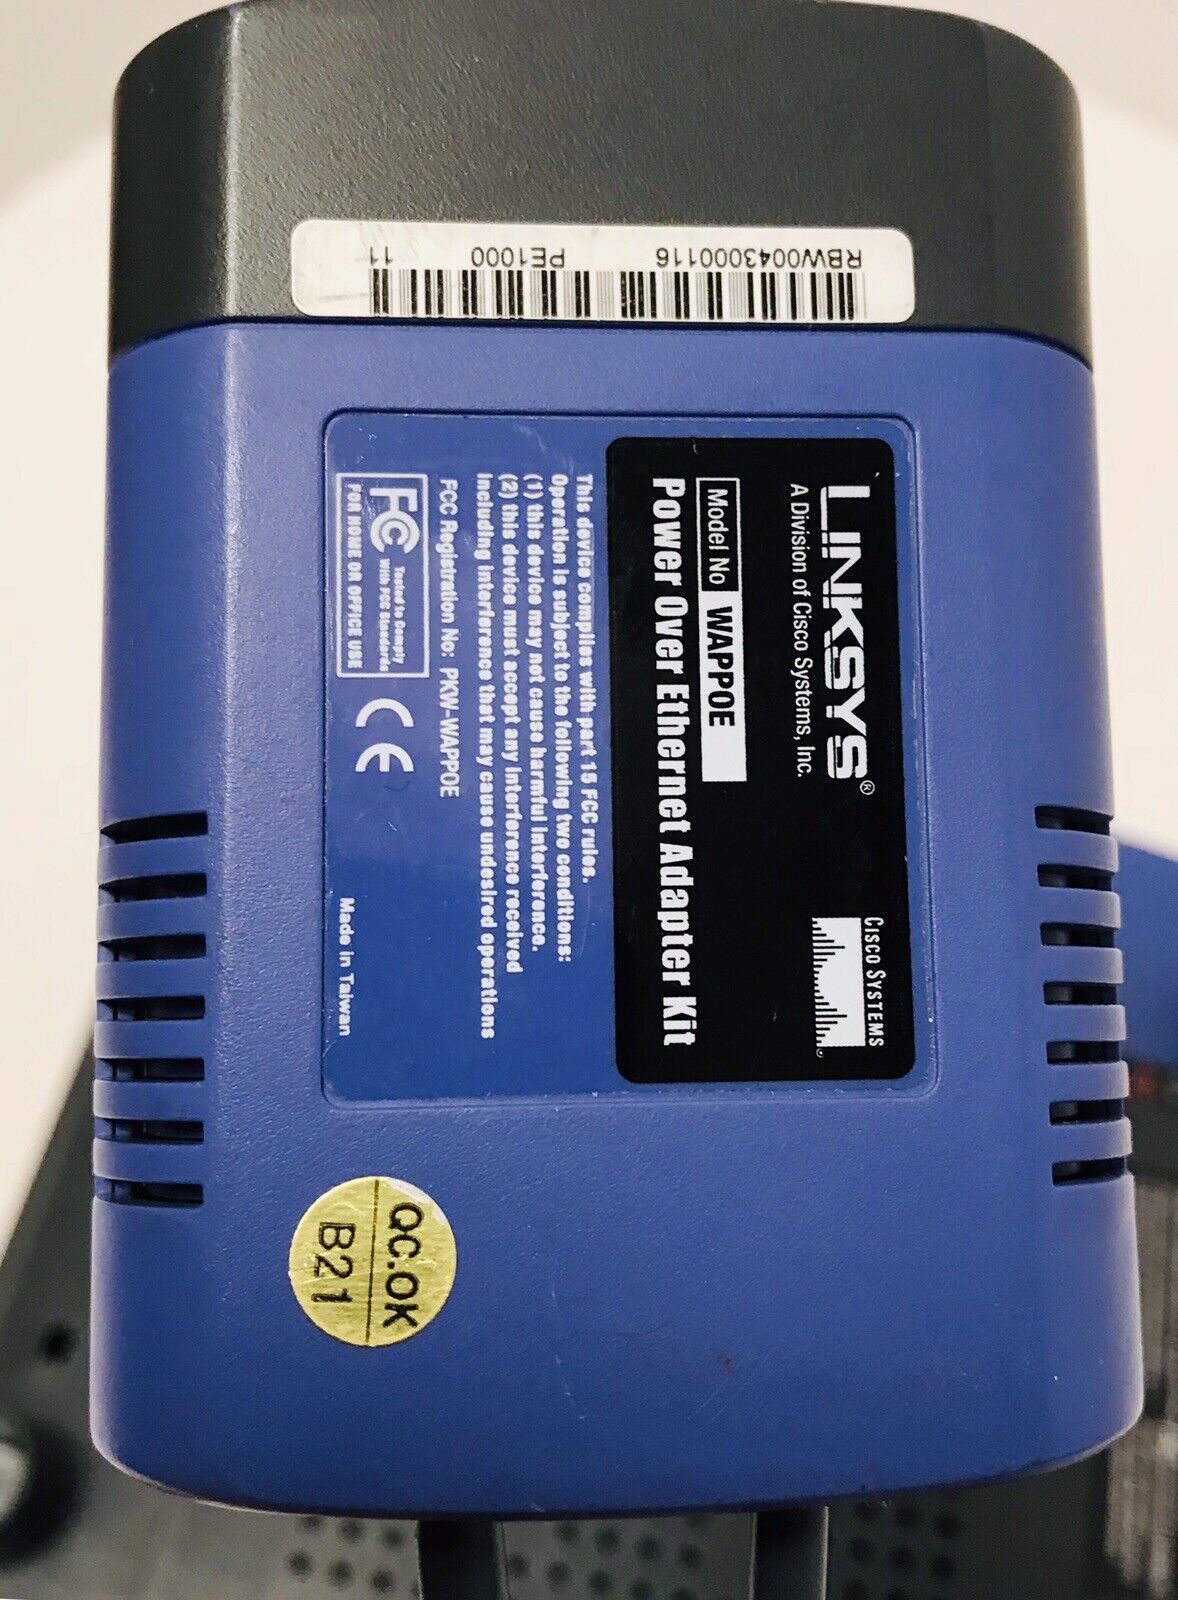 RBW0043000116 PE1000 11
LINKSYS®
A Division of Cisco Systems, Inc.
CISCO SYSTEMS
Model No WAPPOE
Power Over Ethernet Adapter Kit
This device complies with part 15 FCC rules.
Operation is subject to the following two conditions:
(1) this device may not cause harmful interference.
(2) this device must accept any interference received
including interference that may cause undesired operations
FCC Registration No: PKW-WAPPOE
FC Tested to Comply
With FCC Standards
FOR HOME OR OFFICE USE
CE
Made in Taiwan
QC.OK
B21